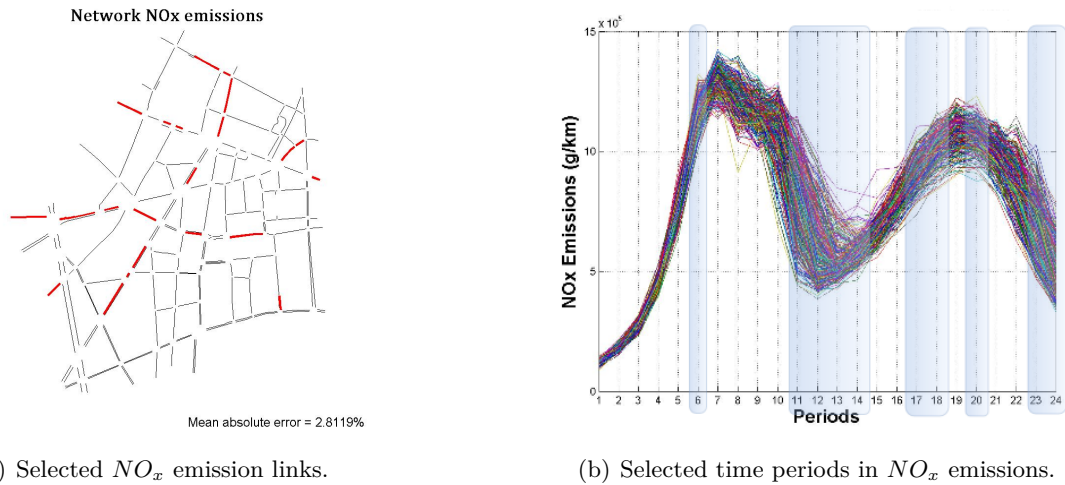 Network NOx emissions
Mean absolute error = 2.8119%
) Selected NOₓ emission links.
x 10⁵
15
10
5
0
NOx Emissions (g/km)
1 2 3 4 5 6 7 8 9 10 11 12 13 14 15 16 17 18 19 20 21 22 23 24
Periods
(b) Selected time periods in NOₓ emissions.